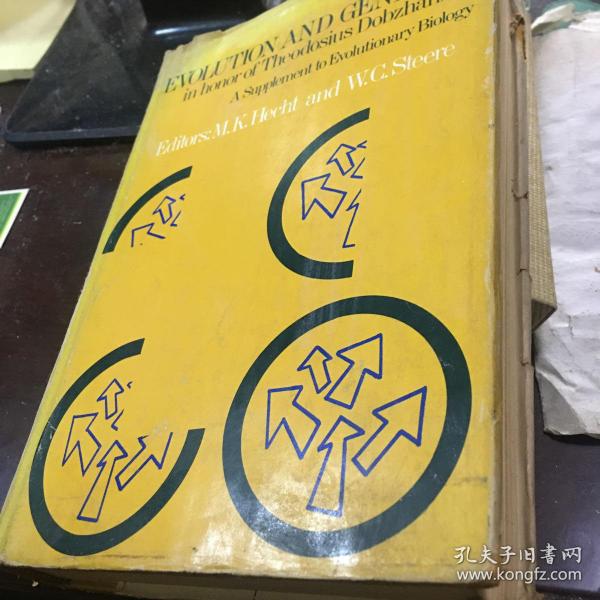 EVOLUTION AND GEN
in honor of Theodosius Dobzhan
A Supplement to Evolutionary Biology
Editors: M.K. Hecht and W.C. Steere
孔夫子旧書网
www.kongfz.com